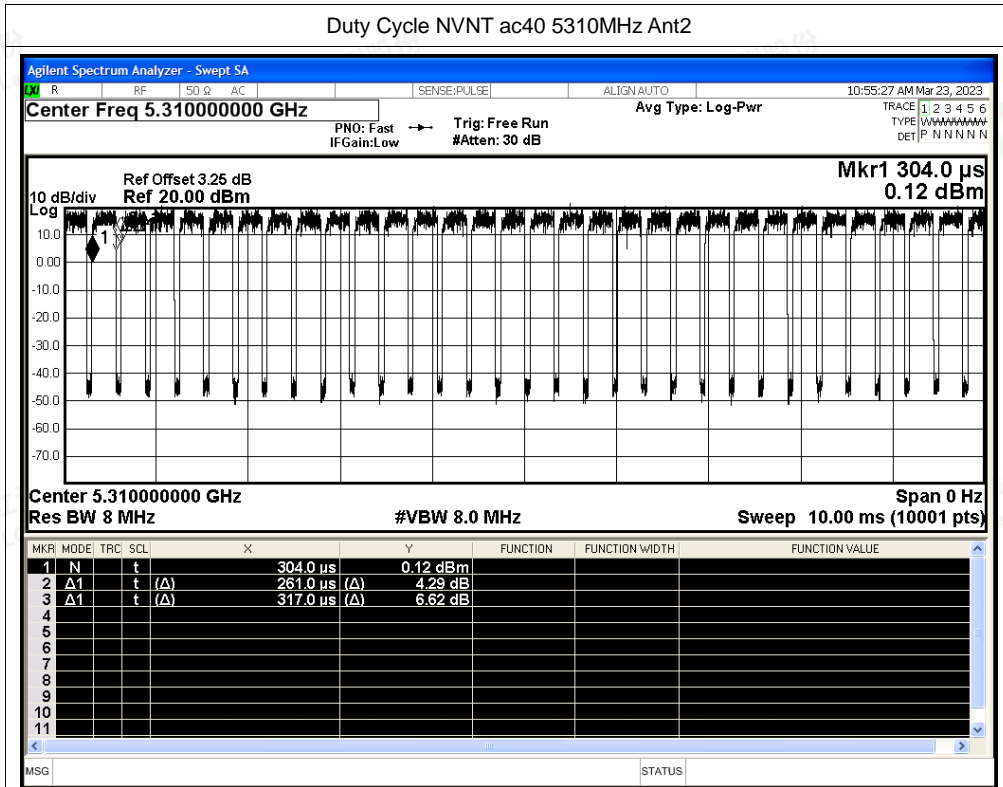 Duty Cycle NVNT ac40 5310MHz Ant2
Agilent Spectrum Analyzer - Swept SA
LXI R RF 50 Ω AC SENSE:PULSE ALIGN AUTO 10:55:27 AM Mar 23, 2023
Center Freq 5.310000000 GHz Avg Type: Log-Pwr TRACE 1 2 3 4 5 6
PNO: Fast Trig: Free Run TYPE WWWWWW
IFGain:Low #Atten: 30 dB DET P N N N N N
Mkr1 304.0 µs
0.12 dBm
Ref Offset 3.25 dB
10 dB/div Ref 20.00 dBm
Log
10.0
1
0.00
-10.0
-20.0
-30.0
-40.0
-50.0
-60.0
-70.0
Center 5.310000000 GHz Span 0 Hz
Res BW 8 MHz #VBW 8.0 MHz Sweep 10.00 ms (10001 pts)
MKR MODE TRC SCL X Y FUNCTION FUNCTION WIDTH FUNCTION VALUE
1 N t 304.0 µs 0.12 dBm
2 Δ1 t (Δ) 261.0 µs (Δ) 4.29 dB
3 Δ1 t (Δ) 317.0 µs (Δ) 6.62 dB
4
5
6
7
8
9
10
11
MSG STATUS